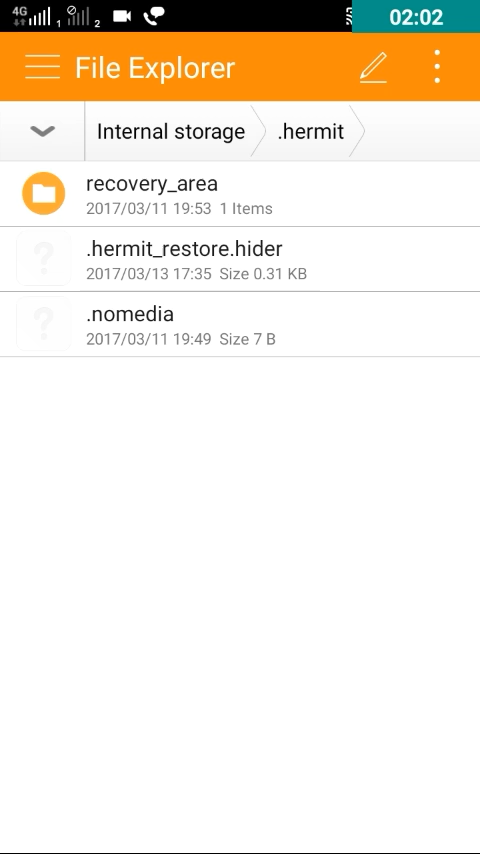 4G 1 2 02:02
File Explorer
Internal storage .hermit
recovery_area
2017/03/11 19:53 1 Items
.hermit_restore.hider
2017/03/13 17:35 Size 0.31 KB
.nomedia
2017/03/11 19:49 Size 7 B